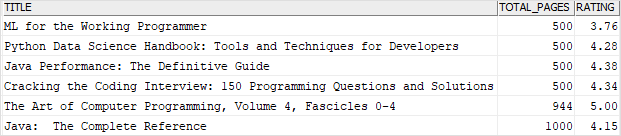 TITLE TOTAL_PAGES RATING
ML for the Working Programmer 500 3.76
Python Data Science Handbook: Tools and Techniques for Developers 500 4.28
Java Performance: The Definitive Guide 500 4.38
Cracking the Coding Interview: 150 Programming Questions and Solutions 500 4.34
The Art of Computer Programming, Volume 4, Fascicles 0-4 944 5.00
Java:  The Complete Reference 1000 4.15